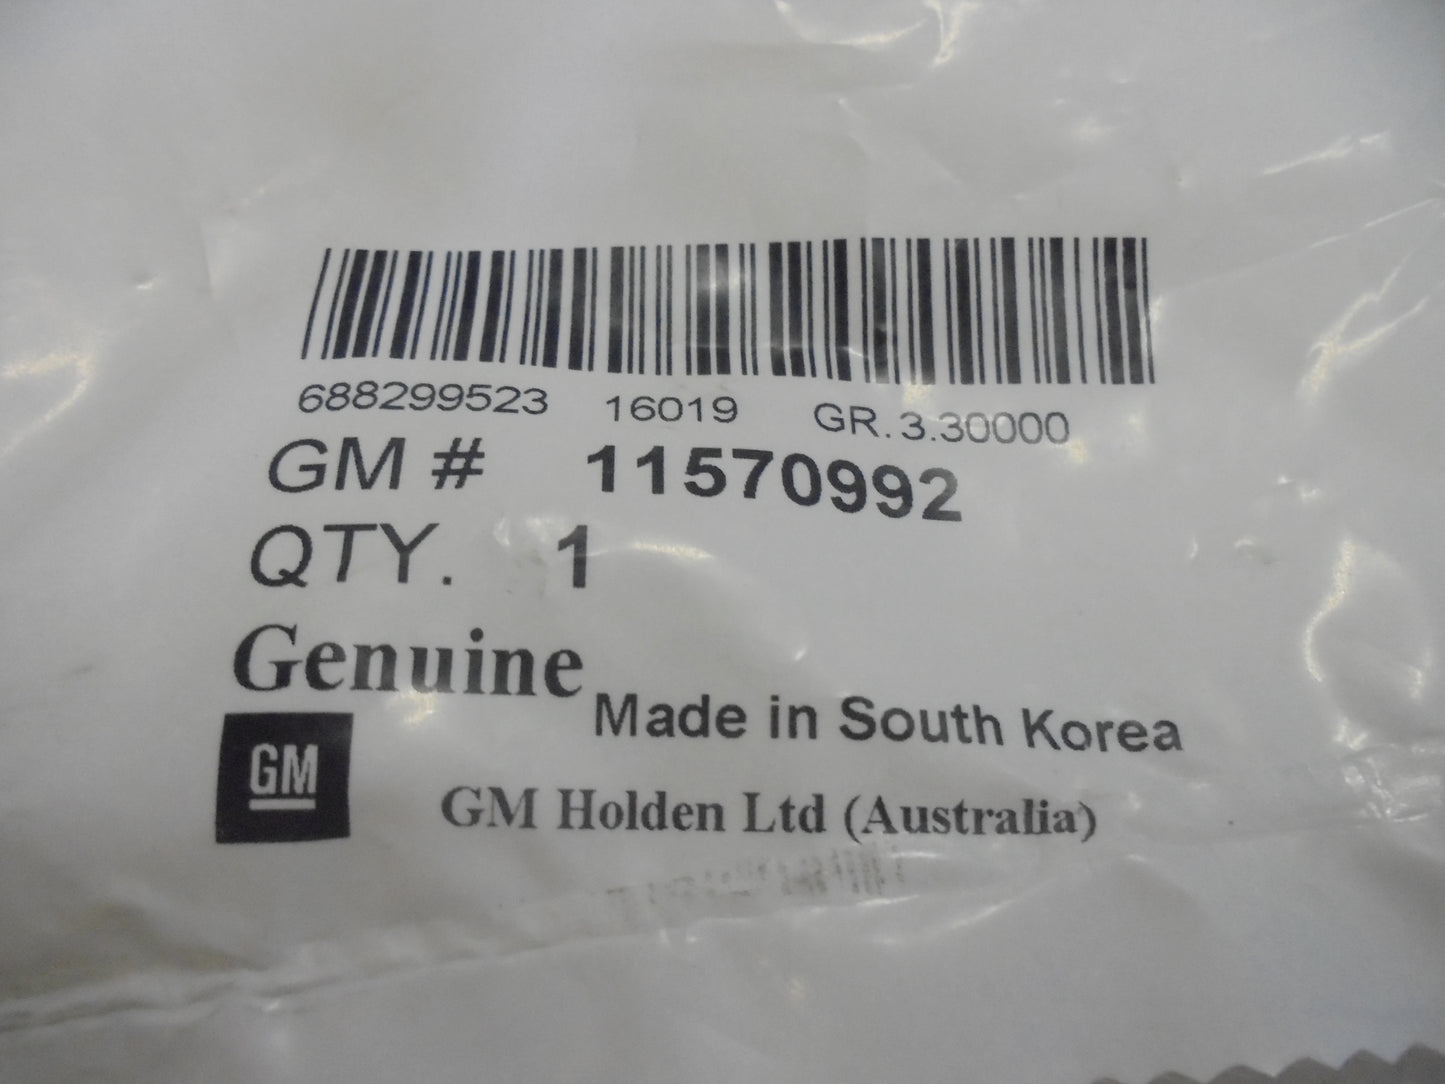 688299523 16019 GR. 3.30000
GM # 11570992
QTY. 1
Genuine
Made in South Korea
GM
GM Holden Ltd (Australia)